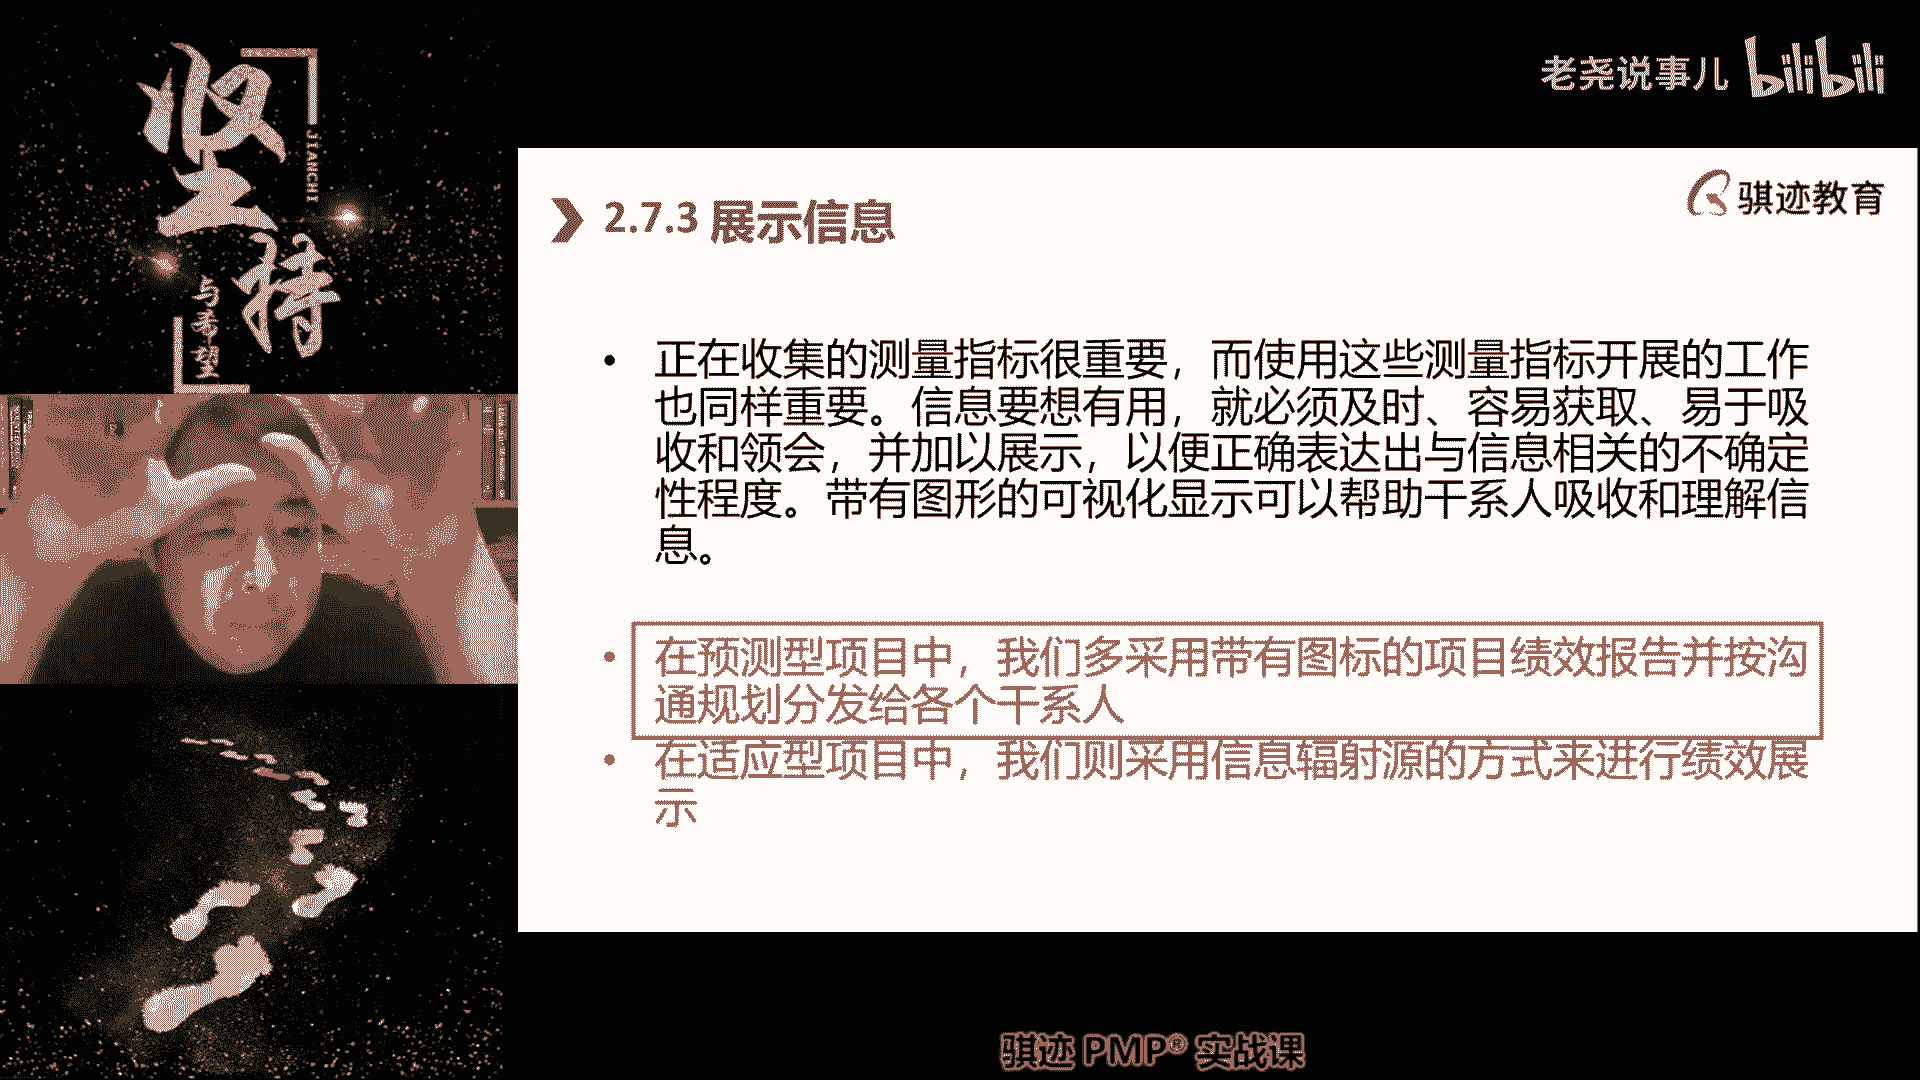 坚持
JIANCHI
与希望
老尧说事儿 bilibili
骐迹教育
2.7.3 展示信息
• 正在收集的测量指标很重要，而使用这些测量指标开展的工作
也同样重要。信息要想有用，就必须及时、容易获取、易于吸
收和领会，并加以展示，以便正确表达出与信息相关的不确定
性程度。带有图形的可视化显示可以帮助干系人吸收和理解信
息。
• 在预测型项目中，我们多采用带有图标的项目绩效报告并按沟
通规划分发给各个干系人
• 在适应型项目中，我们则采用信息辐射源的方式来进行绩效展
示
骐迹 PMP® 实战课